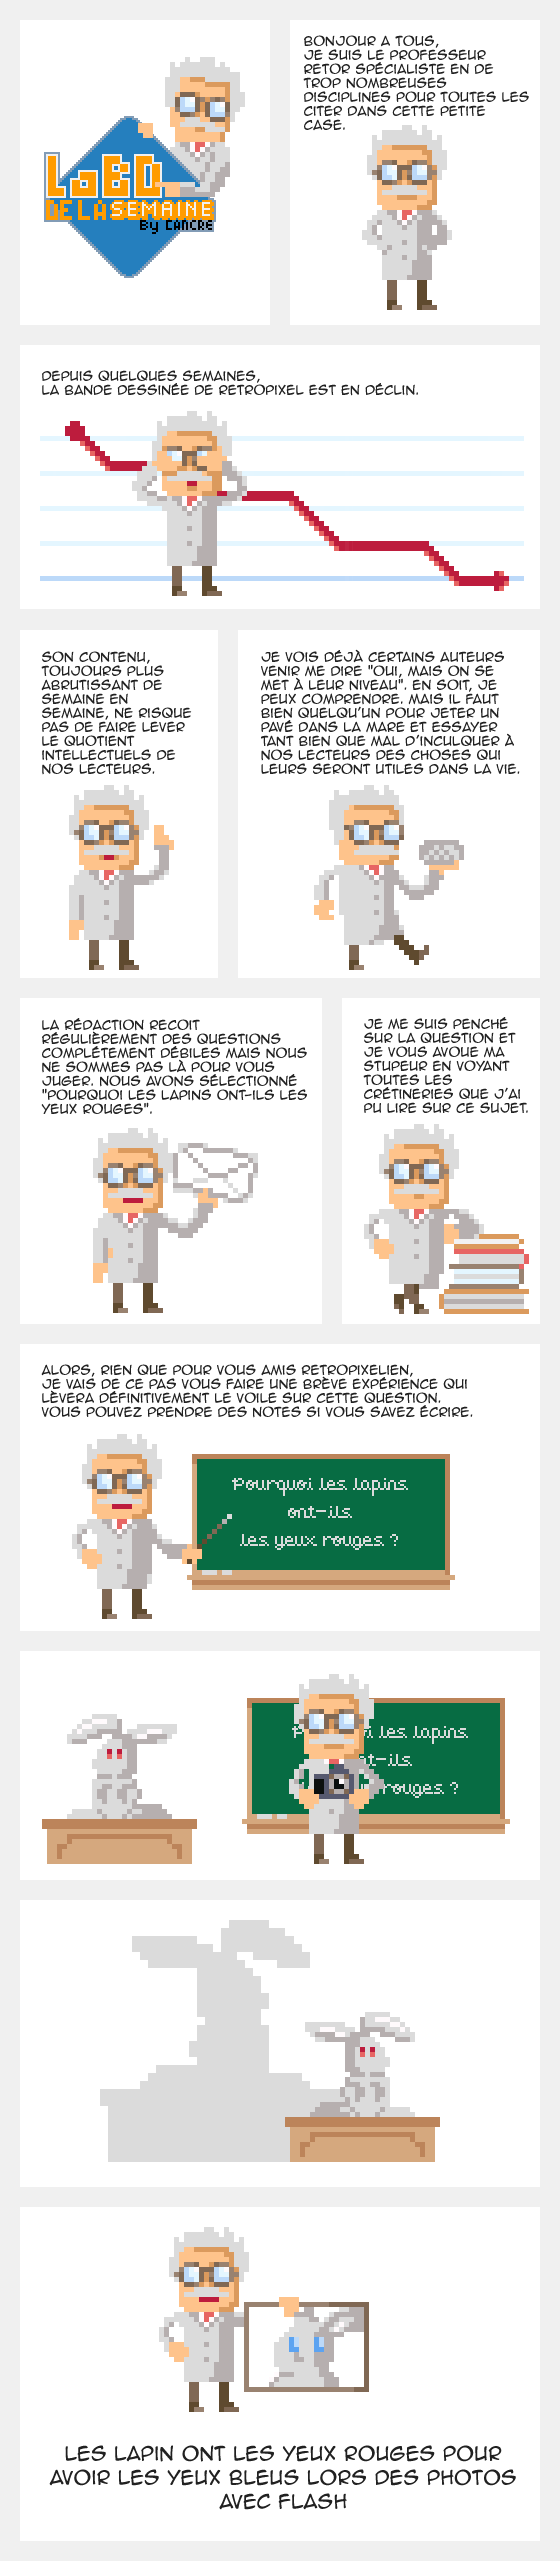 LaBD
DE LA SEMAINE
By CANCRE
BONJOUR A TOUS,
JE SUIS LE PROFESSEUR
RETOR SPÉCIALISTE EN DE
TROP NOMBREUSES
DISCIPLINES POUR TOUTES LES
CITER DANS CETTE PETITE
CASE.
DEPUIS QUELQUES SEMAINES,
LA BANDE DESSINÉE DE RETROPIXEL EST EN DÉCLIN.
SON CONTENU,
TOUJOURS PLUS
ABRUTISSANT DE
SEMAINE EN
SEMAINE, NE RISQUE
PAS DE FAIRE LEVER
LE QUOTIENT
INTELLECTUELS DE
NOS LECTEURS.
JE VOIS DÉJÀ CERTAINS AUTEURS
VENIR ME DIRE "OUI, MAIS ON SE
MET À LEUR NIVEAU". EN SOIT, JE
PEUX COMPRENDRE. MAIS IL FAUT
BIEN QUELQU'UN POUR JETER UN
PAVÉ DANS LA MARE ET ESSAYER
TANT BIEN QUE MAL D'INCULQUER À
NOS LECTEURS DES CHOSES QUI
LEURS SERONT UTILES DANS LA VIE.
LA RÉDACTION RECOIT
RÉGULIÈREMENT DES QUESTIONS
COMPLÉTEMENT DÉBILES MAIS NOUS
NE SOMMES PAS LÀ POUR VOUS
JUGER. NOUS AVONS SÉLECTIONNÉ
"POURQUOI LES LAPINS ONT-ILS LES
YEUX ROUGES".
JE ME SUIS PENCHÉ
SUR LA QUESTION ET
JE VOUS AVOUE MA
STUPEUR EN VOYANT
TOUTES LES
CRÉTINERIES QUE J'AI
PU LIRE SUR CE SUJET.
ALORS, RIEN QUE POUR VOUS AMIS RETROPIXELIEN,
JE VAIS DE CE PAS VOUS FAIRE UNE BRÈVE EXPÉRIENCE QUI
LÈVERA DÉFINITIVEMENT LE VOILE SUR CETTE QUESTION.
VOUS POUVEZ PRENDRE DES NOTES SI VOUS SAVEZ ÉCRIRE.
Pourquoi les lapins
ont-ils
les yeux rouges ?
P i les lapins
nt-ils
rouges ?
LES LAPIN ONT LES YEUX ROUGES POUR
AVOIR LES YEUX BLEUS LORS DES PHOTOS
AVEC FLASH